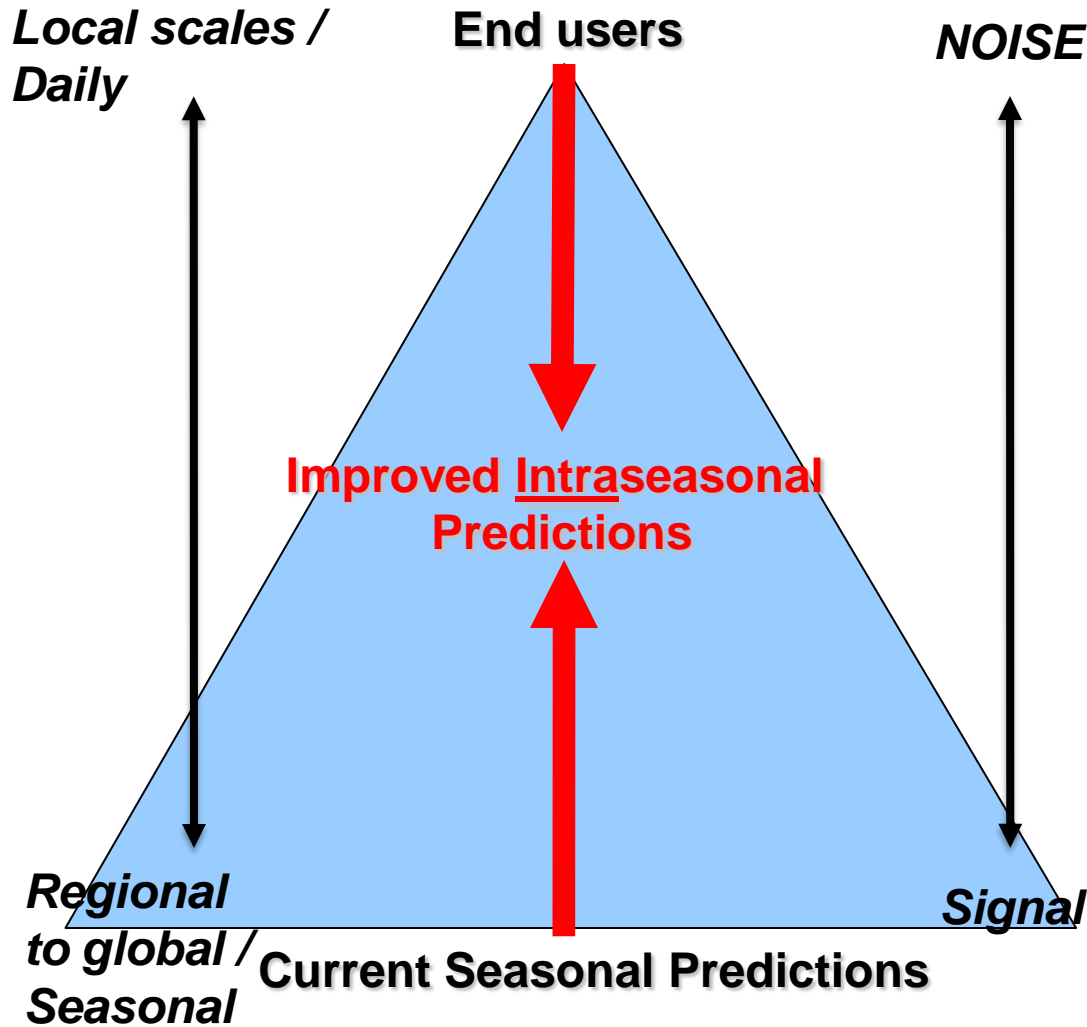 Local scales /
Daily
End users
NOISE
Improved Intraseasonal
Predictions
Regional
to global /
Seasonal
Signal
Current Seasonal Predictions